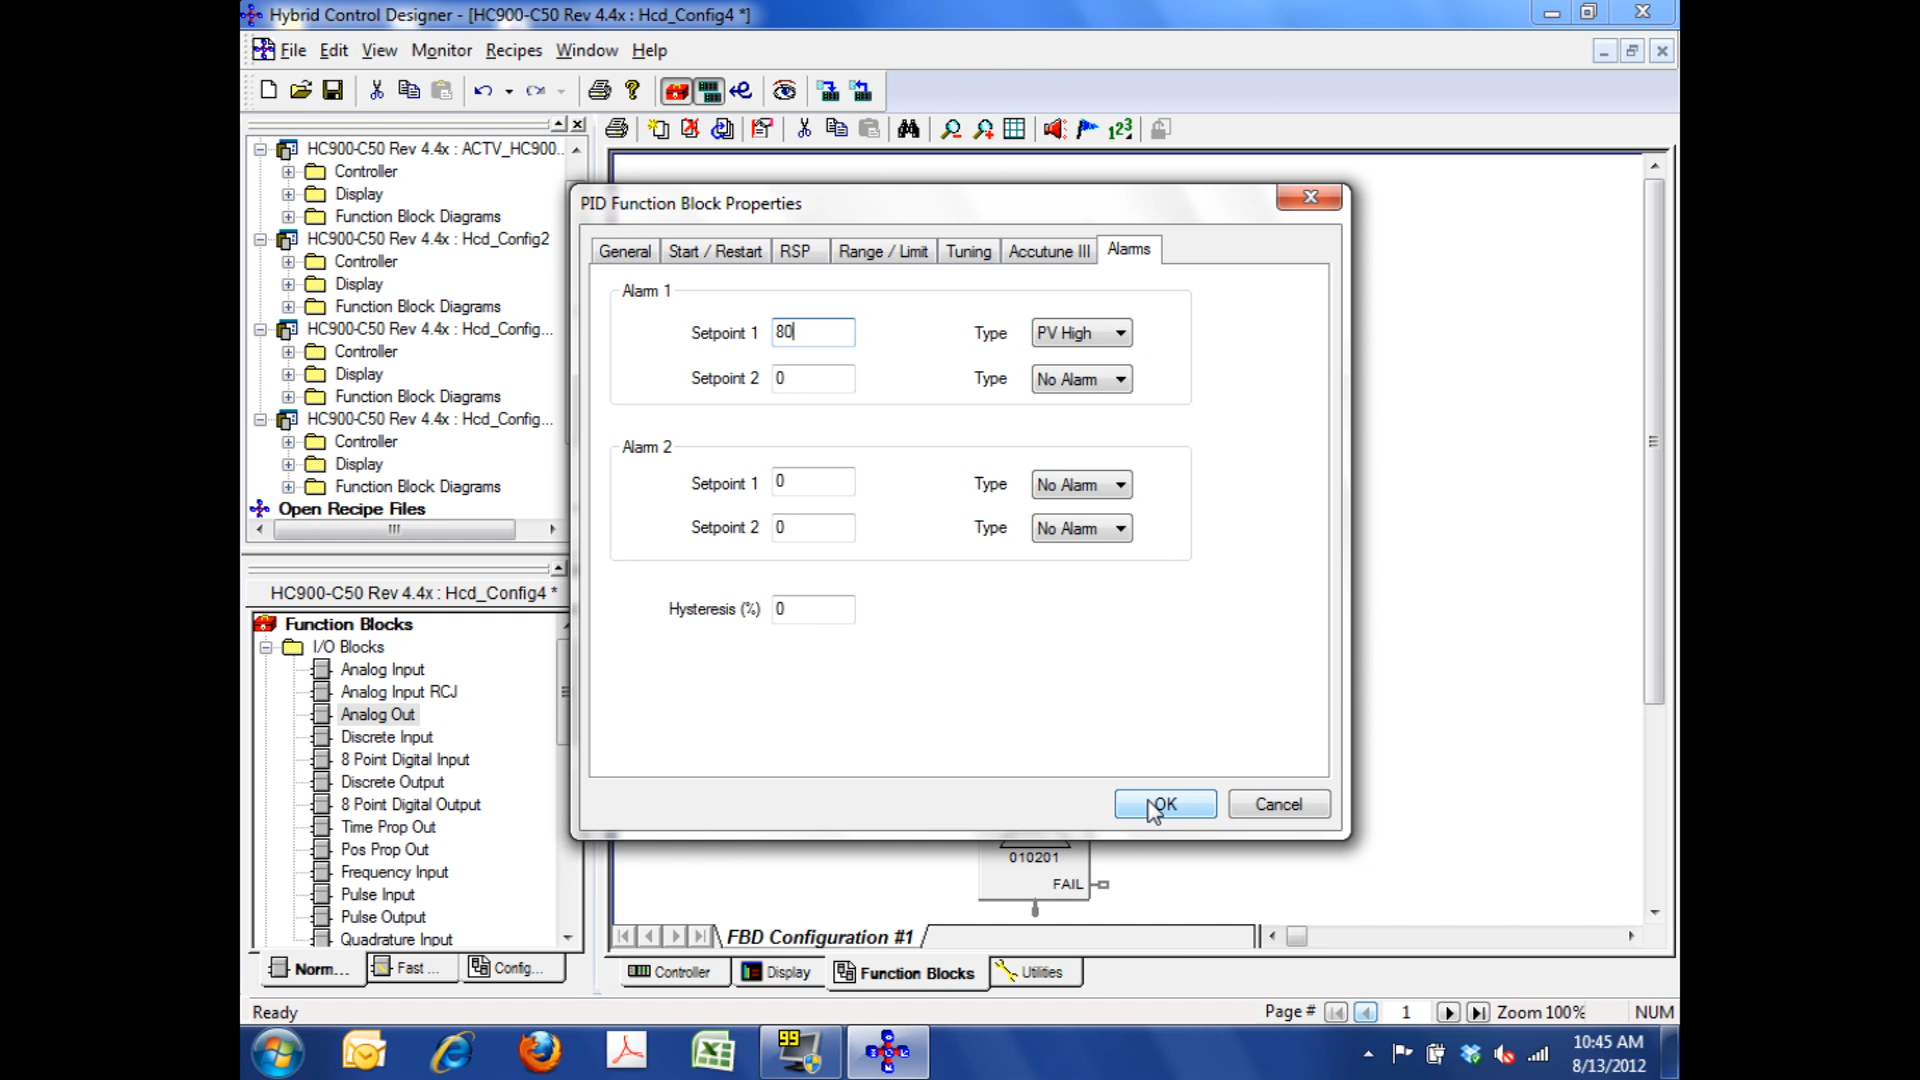 Hybrid Control Designer - [HC900-C50 Rev 4.4x : Hcd_Config4 *]
File Edit View Monitor Recipes Window Help
HC900-C50 Rev 4.4x : ACTV_HC900...
Controller
Display
Function Block Diagrams
HC900-C50 Rev 4.4x : Hcd_Config2
Controller
Display
Function Block Diagrams
HC900-C50 Rev 4.4x : Hcd_Config...
Controller
Display
Function Block Diagrams
HC900-C50 Rev 4.4x : Hcd_Config...
Controller
Display
Function Block Diagrams
Open Recipe Files
HC900-C50 Rev 4.4x : Hcd_Config4 *
Function Blocks
I/O Blocks
Analog Input
Analog Input RCJ
Analog Out
Discrete Input
8 Point Digital Input
Discrete Output
8 Point Digital Output
Time Prop Out
Pos Prop Out
Frequency Input
Pulse Input
Pulse Output
Quadrature Input
Norm... Fast ... Config...
123
PID Function Block Properties
General Start / Restart RSP Range / Limit Tuning Accutune III Alarms
Alarm 1
Setpoint 1 80 Type PV High
Setpoint 2 0 Type No Alarm
Alarm 2
Setpoint 1 0 Type No Alarm
Setpoint 2 0 Type No Alarm
Hysteresis (%) 0
OK Cancel
010201
FAIL
FBD Configuration #1
Controller Display Function Blocks Utilities
Ready Page # 1 Zoom 100% NUM
99
10:45 AM
8/13/2012